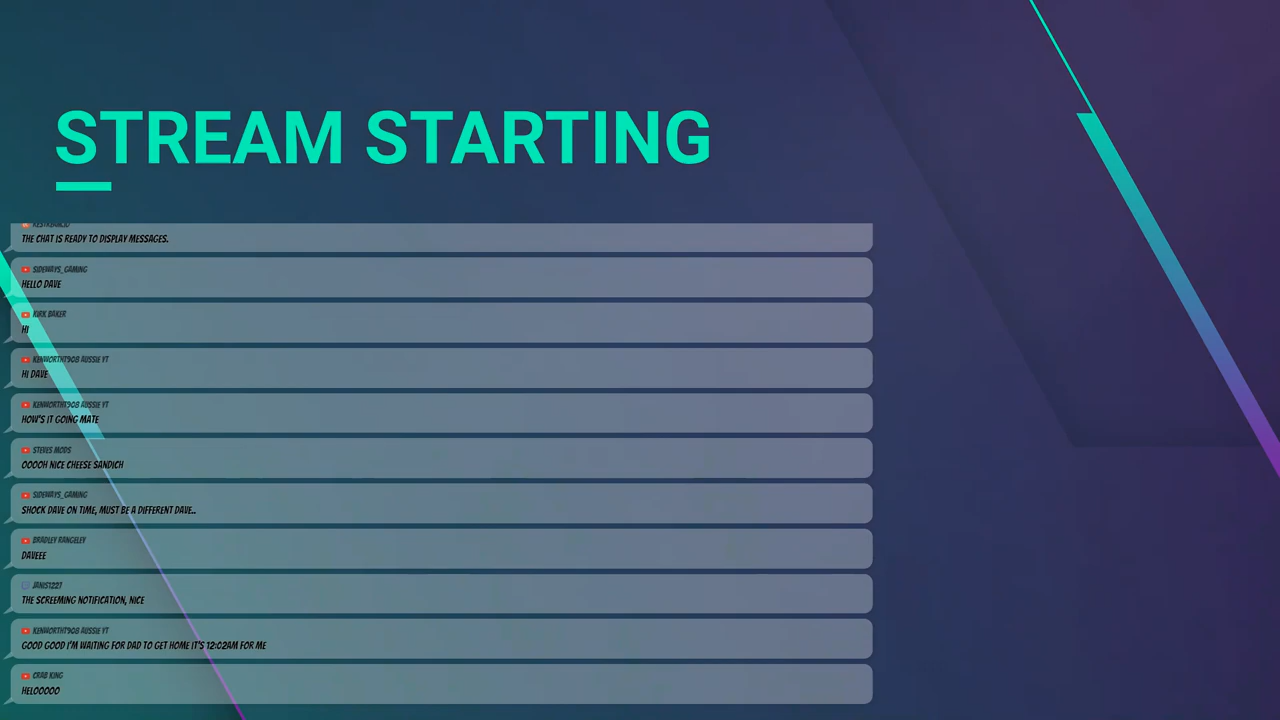 STREAM STARTING
THE CHAT IS READY TO DISPLAY MESSAGES.
SIDEWAYS_GAMING
HELLO DAVE
KIRK BAKER
HI
KENWORTHT908 AUSSIE YT
HI DAVE
KENWORTHT908 AUSSIE YT
HOW'S IT GOING MATE
STEVES MODS
OOOOH NICE CHEESE SANDICH
SIDEWAYS_GAMING
SHOCK DAVE ON TIME, MUST BE A DIFFERENT DAVE..
BRADLEY RANGELEY
DAVEEE
JANIS1227
THE SCREEMING NOTIFICATION, NICE
KENWORTHT908 AUSSIE YT
GOOD GOOD I'M WAITING FOR DAD TO GET HOME IT'S 12:02AM FOR ME
CRAB KING
HELOOOOO